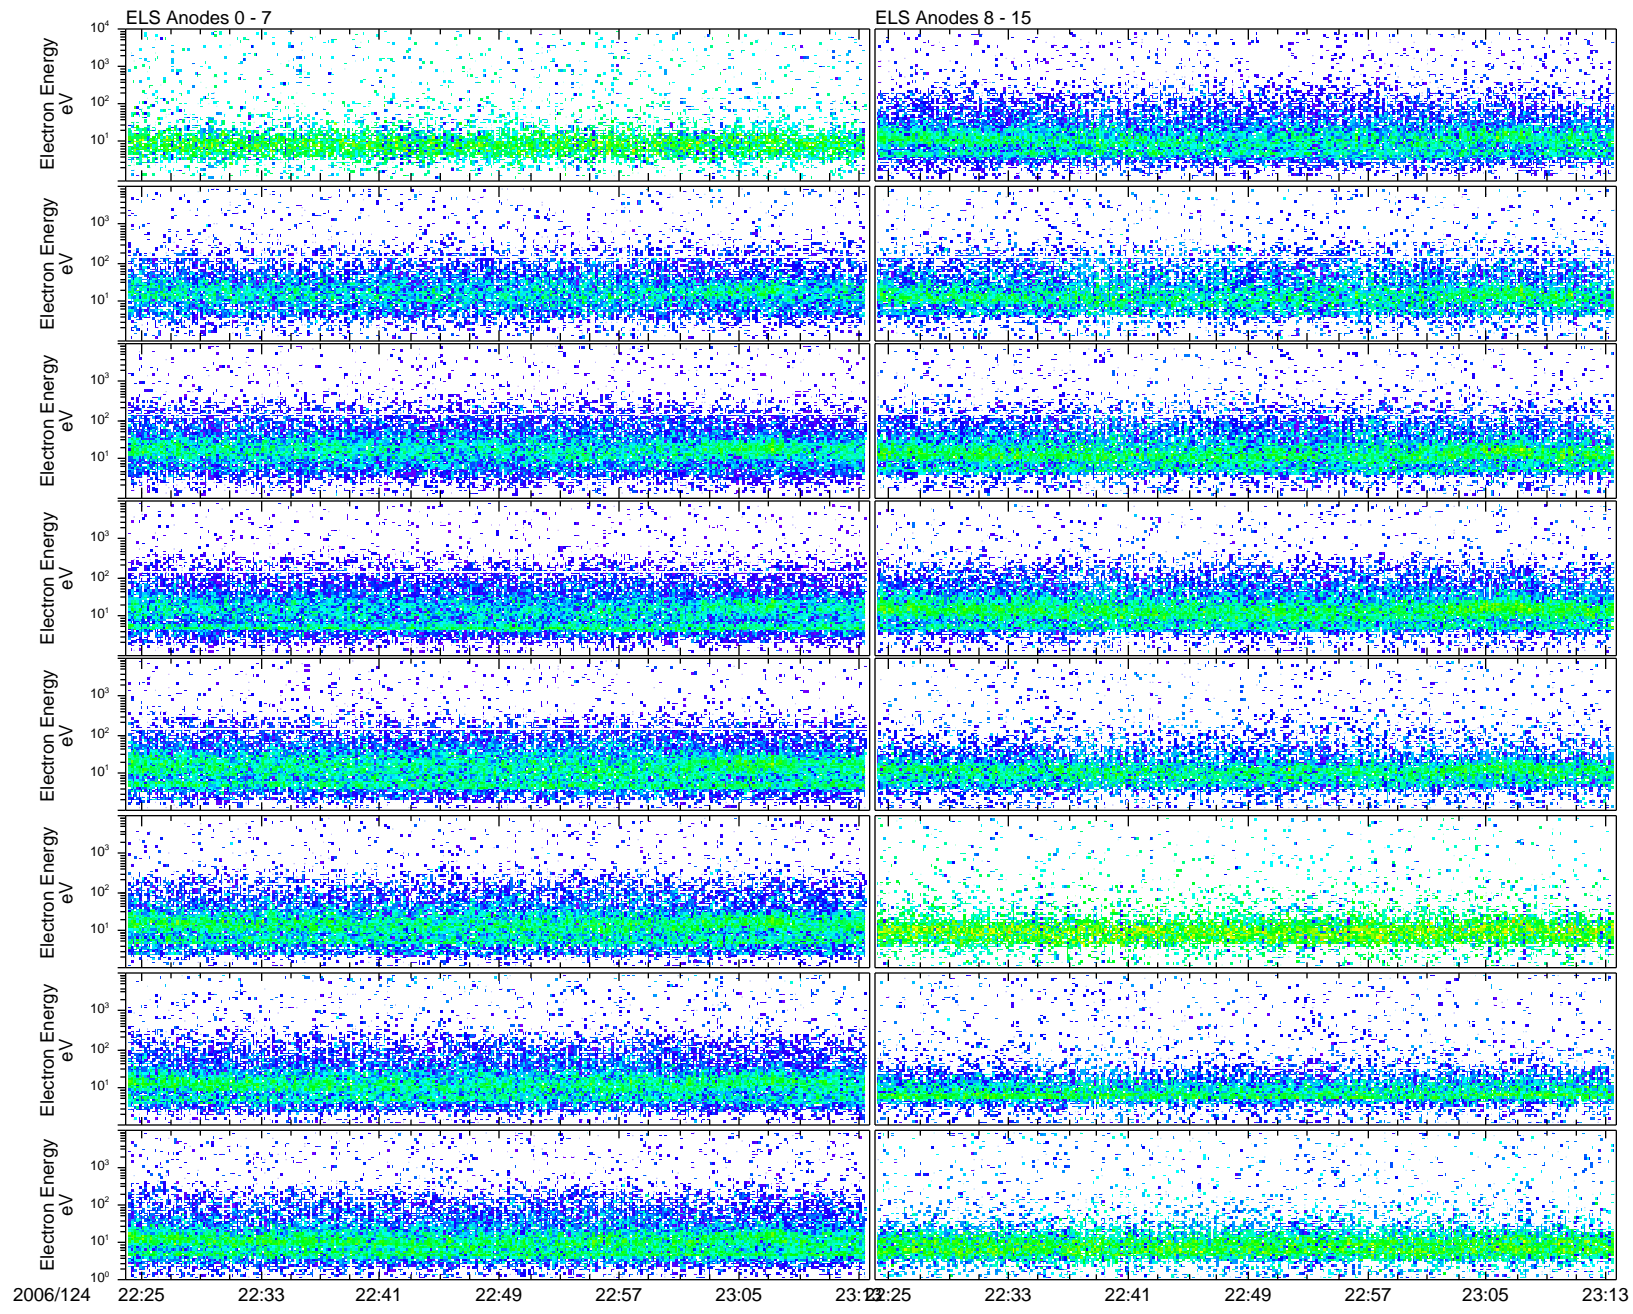 ELS Anodes 0 - 7 ELS Anodes 8 - 15
Electron Energy
eV
10⁴
10³
10²
10¹
Electron Energy
eV
10³
10²
10¹
Electron Energy
eV
10³
10²
10¹
Electron Energy
eV
10³
10²
10¹
Electron Energy
eV
10³
10²
10¹
Electron Energy
eV
10³
10²
10¹
Electron Energy
eV
10³
10²
10¹
Electron Energy
eV
10³
10²
10¹
10⁰
2006/124 22:25 22:33 22:41 22:49 22:57 23:05 23:13 22:25 22:33 22:41 22:49 22:57 23:05 23:13